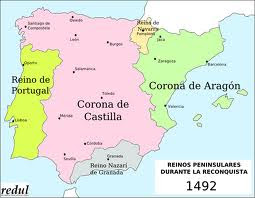 Santiago de
Compostela
Oviedo
León
Burgos
Reino de
Navarra
Pamplona
Zaragoza
Barcelona
Corona de Aragón
Oporto
Salamanca
Reino de
Portugal
Toledo
Corona de
Castilla
Valencia
Lisboa
Córdoba
Murcia
Sevilla
Granada
Reino Nazarí
de Granada
REINOS PENINSULARES
DURANTE LA RECONQUISTA
1492
redul